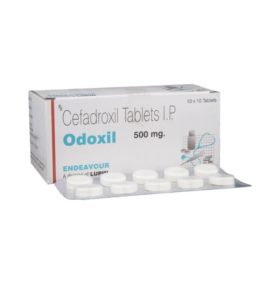 10 x 10 Tablets
Cefadroxil Tablets I.P
Odoxil
500 mg.
ENDEAVOUR
LUPIN